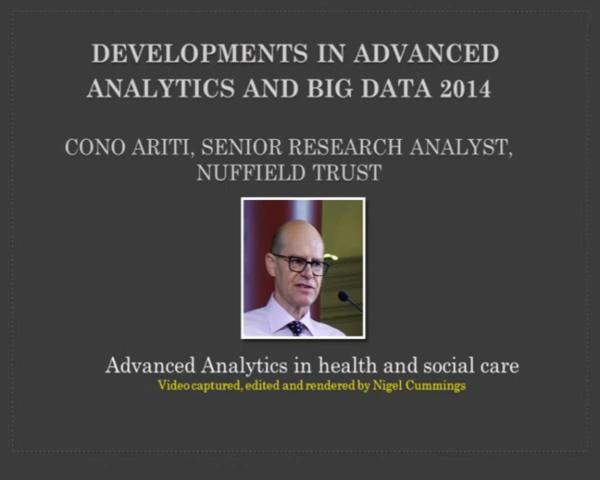 DEVELOPMENTS IN ADVANCED
ANALYTICS AND BIG DATA 2014
CONO ARITI, SENIOR RESEARCH ANALYST,
NUFFIELD TRUST
Advanced Analytics in health and social care
Video captured, edited and rendered by Nigel Cummings